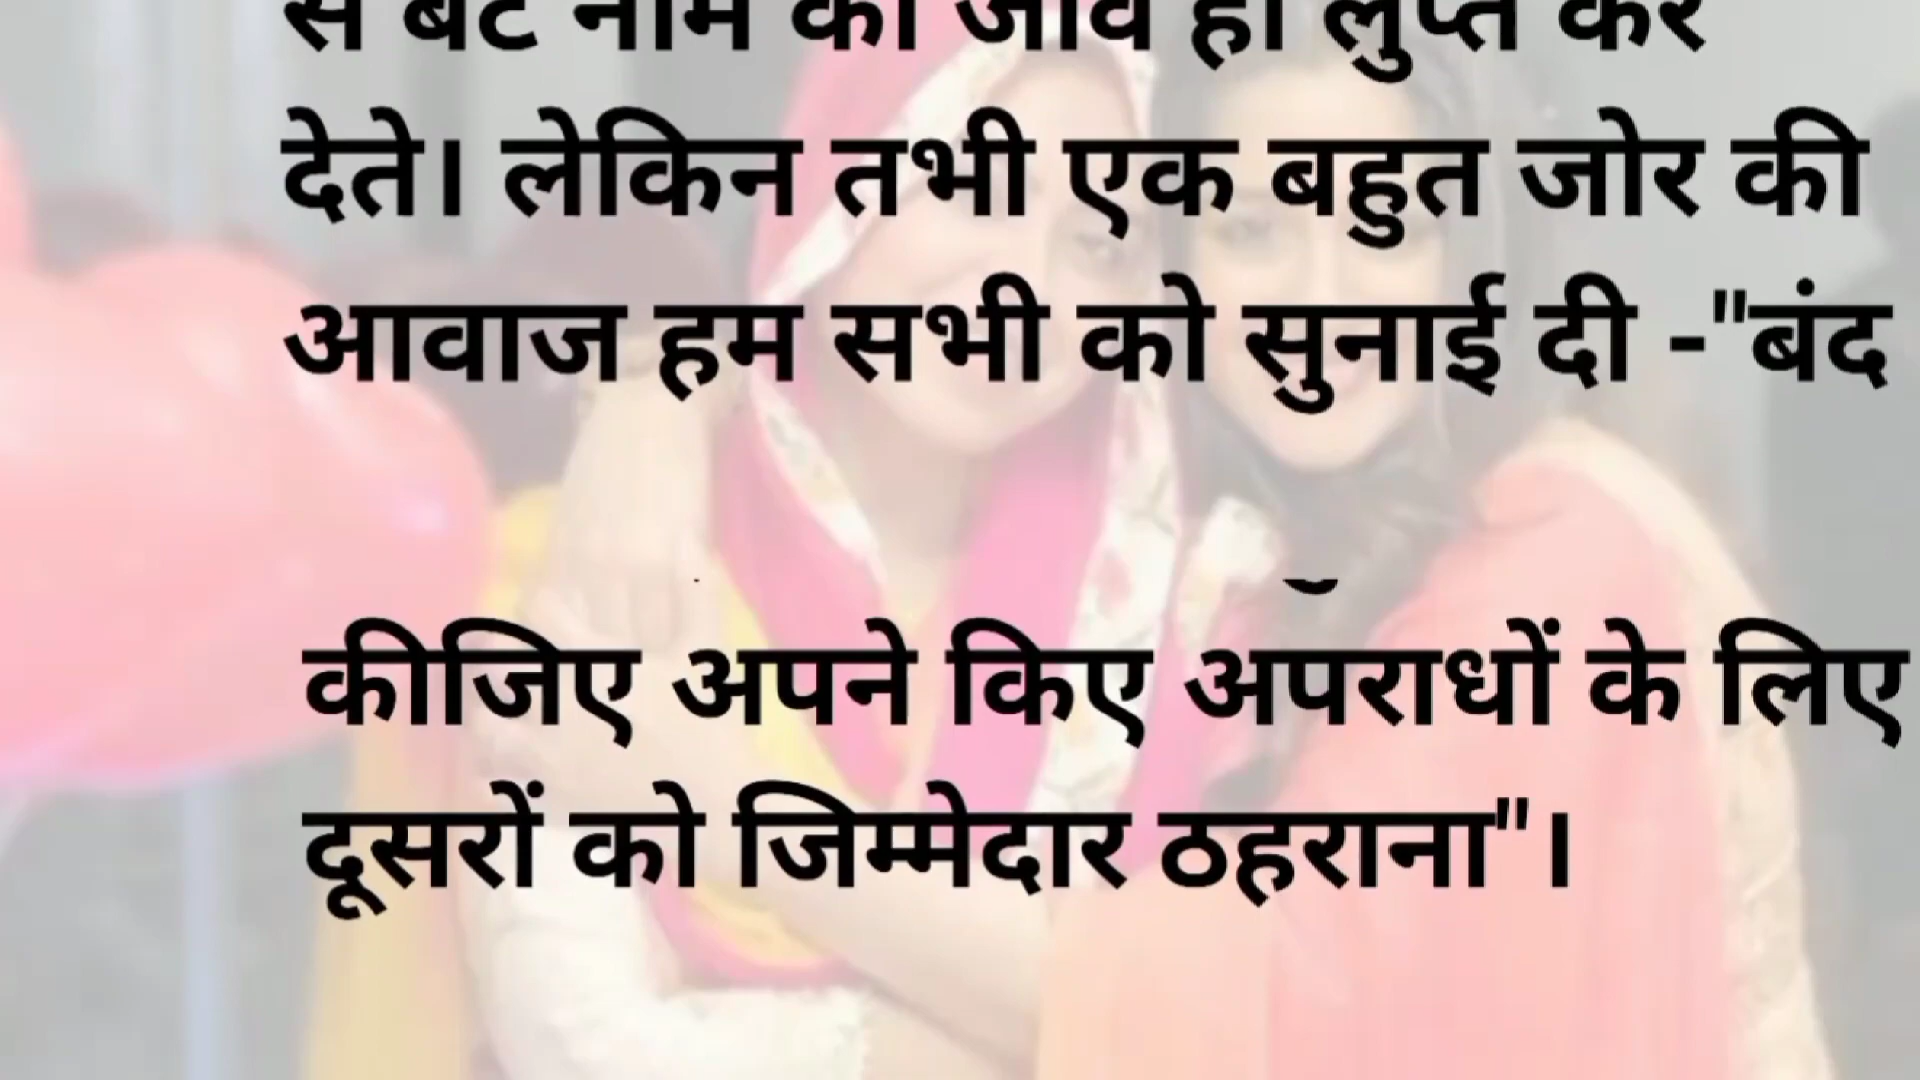 से बैट नाम का जीव ही लुप्त कर
देते। लेकिन तभी एक बहुत जोर की
आवाज हम सभी को सुनाई दी -"बंद
कीजिए अपने किए अपराधों के लिए
दूसरों को जिम्मेदार ठहराना"।